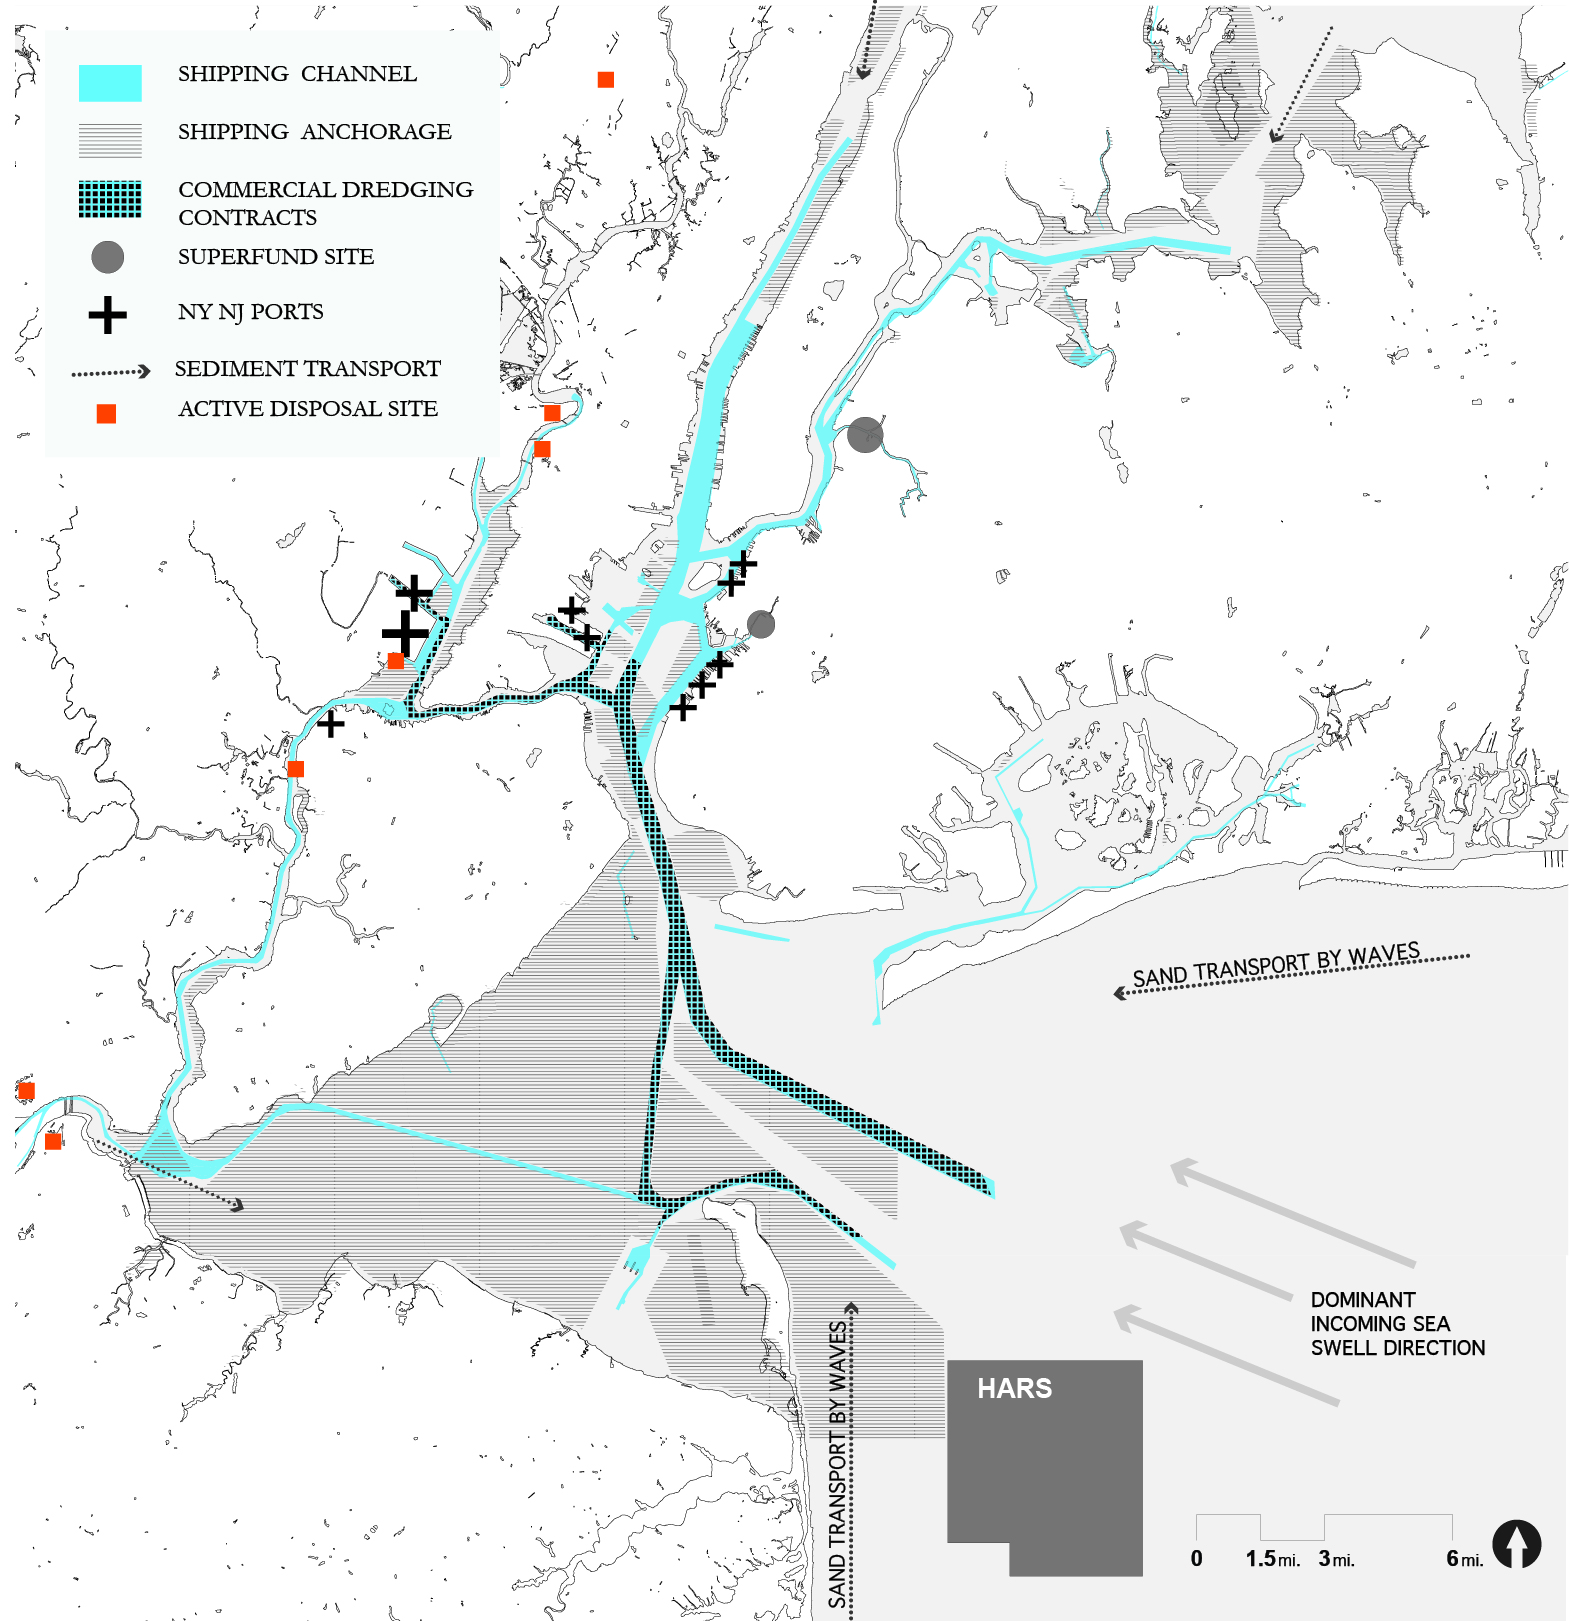 SHIPPING CHANNEL
SHIPPING ANCHORAGE
COMMERCIAL DREDGING
CONTRACTS
SUPERFUND SITE
NY NJ PORTS
SEDIMENT TRANSPORT
ACTIVE DISPOSAL SITE
SAND TRANSPORT BY WAVES
DOMINANT
INCOMING SEA
SWELL DIRECTION
SAND TRANSPORT BY WAVES
HARS
0 1.5 mi. 3 mi. 6 mi.